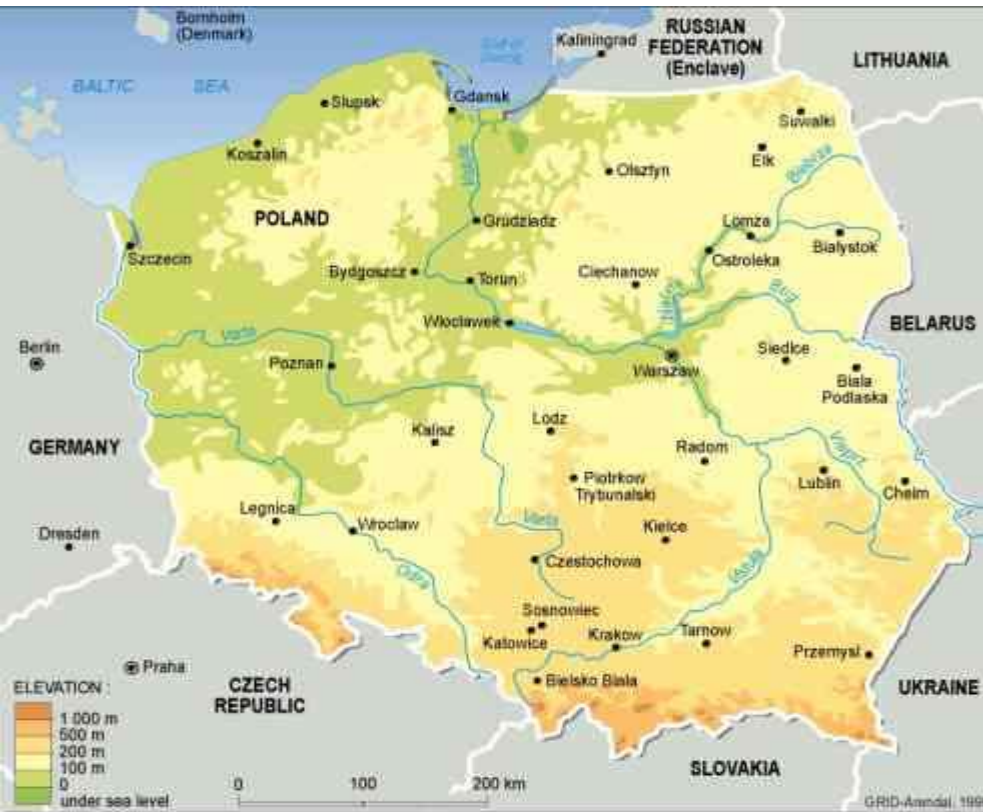 Bornholm
(Denmark)
RUSSIAN
FEDERATION
(Enclave)
Kaliningrad
LITHUANIA
BALTIC SEA
Slupsk
Gdansk
Suwalki
Koszalin
Elk
Olsztyn
Biebrza
POLAND
Grudziadz
Lomza
Bialystok
Szczecin
Ostroleka
Bydgoszcz
Torun
Ciechanow
Bug
Wloclawek
BELARUS
Berlin
Poznan
Warszaw
Siedlce
Biala
Podlaska
Lodz
Kalisz
GERMANY
Radom
Piotrkow
Trybunalski
Lublin
Chelm
Legnica
Wroclaw
Kielce
Dresden
Czestochowa
Odra
Sosnowiec
Katowice
Krakow
Tarnow
Przemysl
Praha
Bielsko Biala
CZECH
REPUBLIC
UKRAINE
SLOVAKIA
ELEVATION :
1 000 m
500 m
200 m
100 m
0
under sea level
0 100 200 km